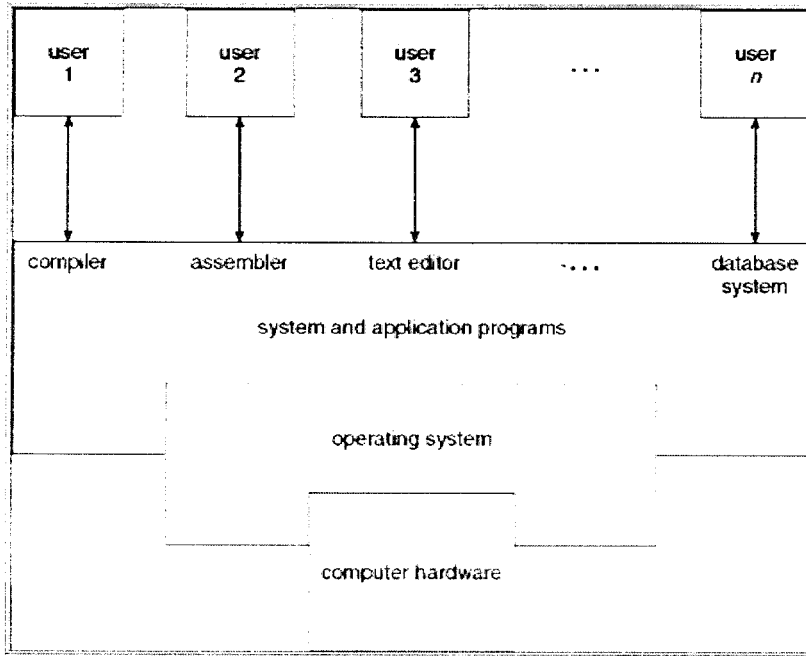 user user user user
1 2 3 ... n
compiler assembler text editor ... database
system
system and application programs
operating system
computer hardware